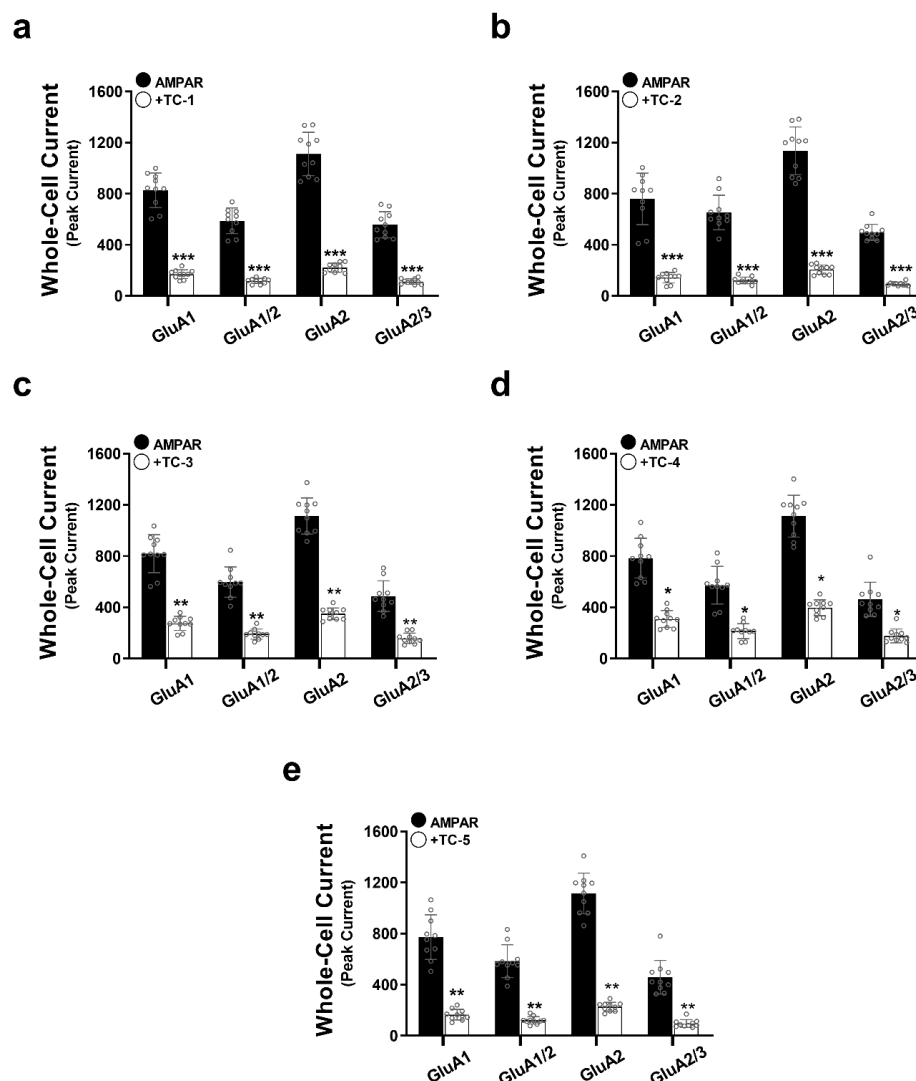 a
Whole-Cell Current
(Peak Current)
AMPAR
+TC-1
1600
1200
800
400
0
***
***
***
***
GluA1
GluA1/2
GluA2
GluA2/3
b
Whole-Cell Current
(Peak Current)
AMPAR
+TC-2
1600
1200
800
400
0
***
***
***
***
GluA1
GluA1/2
GluA2
GluA2/3
c
Whole-Cell Current
(Peak Current)
AMPAR
+TC-3
1600
1200
800
400
0
**
**
**
**
GluA1
GluA1/2
GluA2
GluA2/3
d
Whole-Cell Current
(Peak Current)
AMPAR
+TC-4
1600
1200
800
400
0
*
*
*
*
GluA1
GluA1/2
GluA2
GluA2/3
e
Whole-Cell Current
(Peak Current)
AMPAR
+TC-5
1600
1200
800
400
0
**
**
**
**
GluA1
GluA1/2
GluA2
GluA2/3